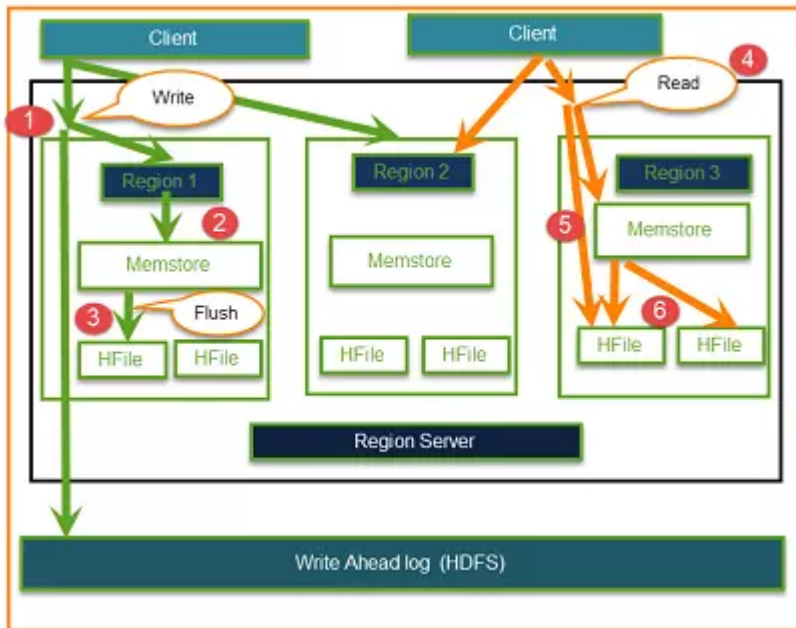 Client
Client
4
Write
Read
1
Region 1
Region 2
Region 3
2
5
Memstore
Memstore
Memstore
3
Flush
6
HFile
HFile
HFile
HFile
HFile
HFile
Region Server
Write Ahead log (HDFS)